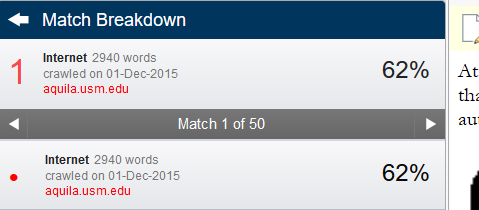 Match Breakdown
1 Internet 2940 words 62%
crawled on 01-Dec-2015
aquila.usm.edu
Match 1 of 50
Internet 2940 words 62%
crawled on 01-Dec-2015
aquila.usm.edu
At
tha
au